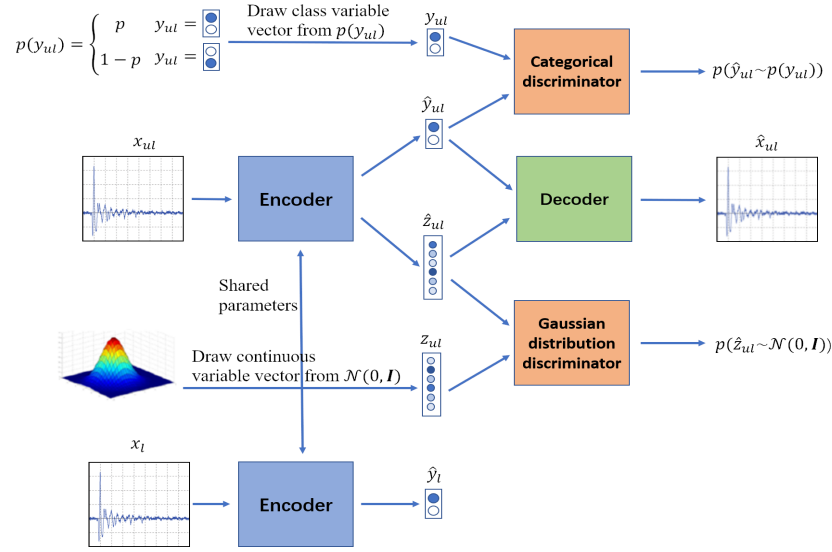 p(y_ul) = { p y_ul =
1 − p y_ul =
Draw class variable
vector from p(y_ul)
y_ul
Categorical
discriminator
p(ŷ_ul~p(y_ul))
ŷ_ul
x_ul
Encoder
Decoder
x̂_ul
ẑ_ul
Shared
parameters
Gaussian
distribution
discriminator
p(ẑ_ul~𝒩(0, I))
z_ul
Draw continuous
variable vector from 𝒩(0, I)
x_l
Encoder
ŷ_l